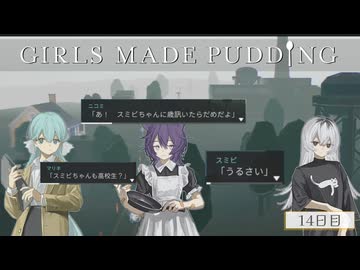 GIRLS MADE PUDDING
ニコミ
「あ！　スミビちゃんに歳訊いたらだめだよ」
マリネ
「スミビちゃんも高校生？」
スミビ
「うるさい」
14日目